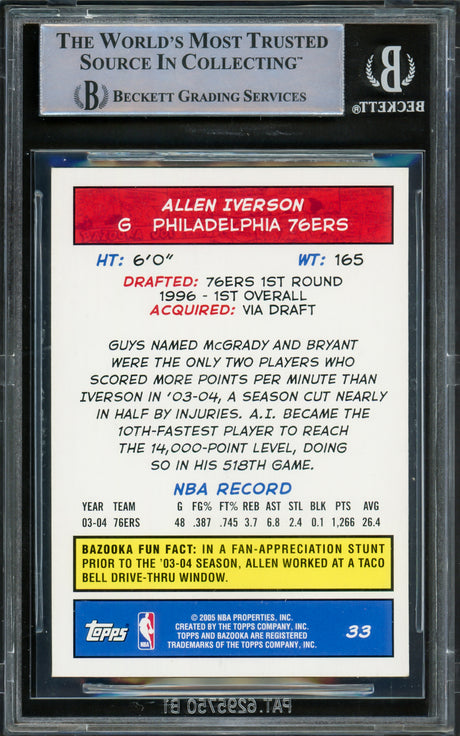 THE WORLD'S MOST TRUSTED
SOURCE IN COLLECTING™
BECKETT GRADING SERVICES
BECKETT®
ALLEN IVERSON
G PHILADELPHIA 76ERS
HT: 6'0" WT: 165
DRAFTED: 76ERS 1ST ROUND
1996 - 1ST OVERALL
ACQUIRED: VIA DRAFT
GUYS NAMED McGRADY AND BRYANT
WERE THE ONLY TWO PLAYERS WHO
SCORED MORE POINTS PER MINUTE THAN
IVERSON IN '03-04, A SEASON CUT NEARLY
IN HALF BY INJURIES. A.I. BECAME THE
10TH-FASTEST PLAYER TO REACH
THE 14,000-POINT LEVEL, DOING
SO IN HIS 518TH GAME.
NBA RECORD
YEAR TEAM G FG% FT% REB AST STL BLK PTS AVG
03-04 76ERS 48 .387 .745 3.7 6.8 2.4 0.1 1,266 26.4
BAZOOKA FUN FACT: IN A FAN-APPRECIATION STUNT
PRIOR TO THE '03-04 SEASON, ALLEN WORKED AT A TACO
BELL DRIVE-THRU WINDOW.
topps
© 2005 NBA PROPERTIES, INC.
CREATED BY THE TOPPS COMPANY, INC.
TOPPS AND BAZOOKA ARE REGISTERED
TRADEMARKS OF THE TOPPS COMPANY, INC.
33
PAT. 6295750 B1